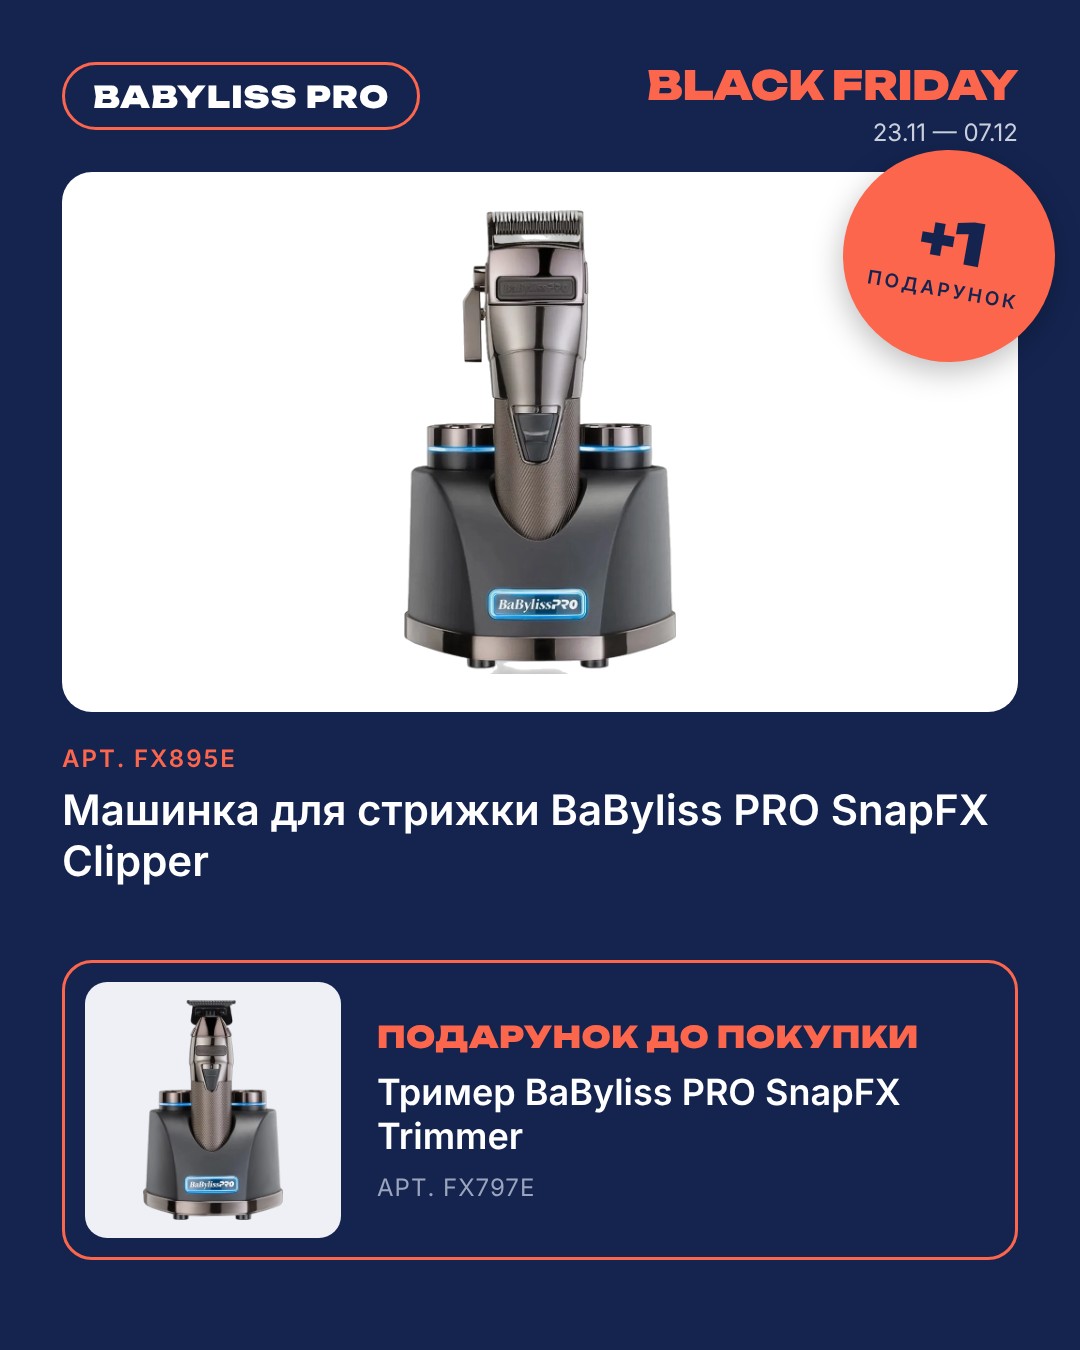 BABYLISS PRO
BLACK FRIDAY
23.11 — 07.12
+1
ПОДАРУНОК
BaBylissPRO
АРТ. FX895E
Машинка для стрижки BaByliss PRO SnapFX
Clipper
ПОДАРУНОК ДО ПОКУПКИ
Тример BaByliss PRO SnapFX
Trimmer
АРТ. FX797E
BaBylissPRO